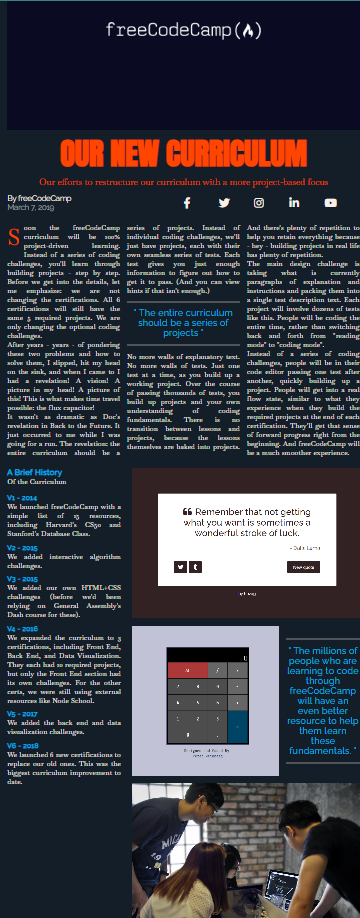 freeCodeCamp(🔥)
OUR NEW CURRICULUM
Our efforts to restructure our curriculum with a more project-based focus
By freeCodeCamp
March 7, 2019
Soon the freeCodeCamp
curriculum will be 100%
project-driven learning.
Instead of a series of coding
challenges, you'll learn through
building projects - step by step.
Before we get into the details, let
me emphasize: we are not
changing the certifications. All 6
certifications will still have the
same 5 required projects. We are
only changing the optional coding
challenges.
After years - years - of pondering
these two problems and how to
solve them, I slipped, hit my head
on the sink, and when I came to I
had a revelation! A vision! A
picture in my head! A picture of
this! This is what makes time travel
possible: the flux capacitor!
It wasn't as dramatic as Doc's
revelation in Back to the Future. It
just occurred to me while I was
going for a run. The revelation: the
entire curriculum should be a
series of projects. Instead of
individual coding challenges, we'll
just have projects, each with their
own seamless series of tests. Each
test gives you just enough
information to figure out how to
get it to pass. (And you can view
hints if that isn't enough.)
" The entire curriculum
should be a series of
projects "
No more walls of explanatory text.
No more walls of tests. Just one
test at a time, as you build up a
working project. Over the course
of passing thousands of tests, you
build up projects and your own
understanding of coding
fundamentals. There is no
transition between lessons and
projects, because the lessons
themselves are baked into projects.
And there's plenty of repetition to
help you retain everything because
- hey - building projects in real life
has plenty of repetition.
The main design challenge is
taking what is currently
paragraphs of explanation and
instructions and packing them into
a single test description text. Each
project will involve dozens of tests
like this. People will be coding the
entire time, rather than switching
back and forth from "reading
mode" to "coding mode".
Instead of a series of coding
challenges, people will be in their
code editor passing one test after
another, quickly building up a
project. People will get into a real
flow state, similar to what they
experience when they build the
required projects at the end of each
certification. They'll get that sense
of forward progress right from the
beginning. And freeCodeCamp will
be a much smoother experience.
A Brief History
Of the Curriculum
V1 - 2014
We launched freeCodeCamp with a
simple list of 15 resources,
including Harvard's CS50 and
Stanford's Database Class.
V2 - 2015
We added interactive algorithm
challenges.
V3 - 2015
We added our own HTML+CSS
challenges (before we'd been
relying on General Assembly's
Dash course for these).
V4 - 2016
We expanded the curriculum to 3
certifications, including Front End,
Back End, and Data Visualization.
They each had 10 required projects,
but only the Front End section had
its own challenges. For the other
certs, we were still using external
resources like Node School.
V5 - 2017
We added the back end and data
visualization challenges.
V6 - 2018
We launched 6 new certifications to
replace our old ones. This was the
biggest curriculum improvement to
date.
❝ Remember that not getting
what you want is sometimes a
wonderful stroke of luck.
- Dalai Lama
New quote
" The millions of
people who are
learning to code
through
freeCodeCamp
will have an
even better
resource to help
them learn
these
fundamentals. "